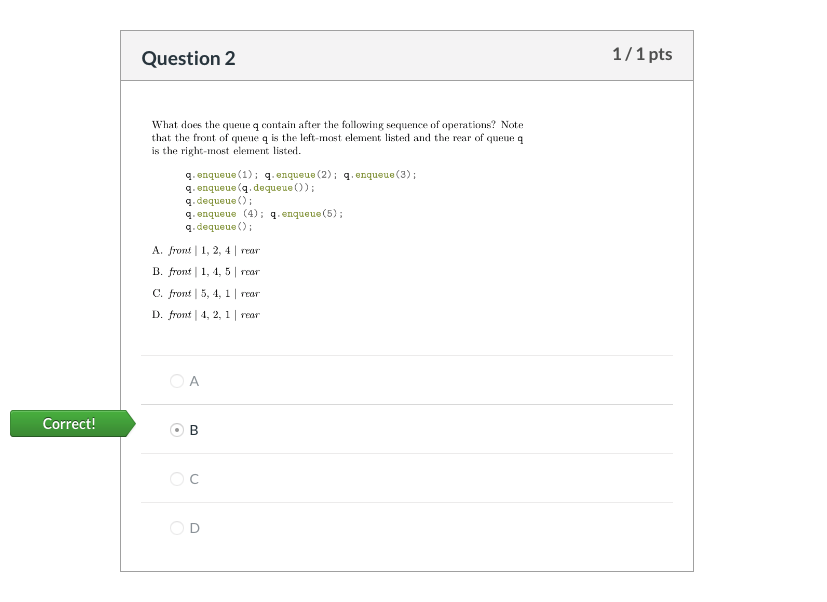 Question 2
1 / 1 pts
What does the queue q contain after the following sequence of operations? Note
that the front of queue q is the left-most element listed and the rear of queue q
is the right-most element listed.
q.enqueue(1); q.enqueue(2); q.enqueue(3);
q.enqueue(q.dequeue());
q.dequeue();
q.enqueue (4); q.enqueue(5);
q.dequeue();
A. front | 1, 2, 4 | rear
B. front | 1, 4, 5 | rear
C. front | 5, 4, 1 | rear
D. front | 4, 2, 1 | rear
A
Correct!
B
C
D